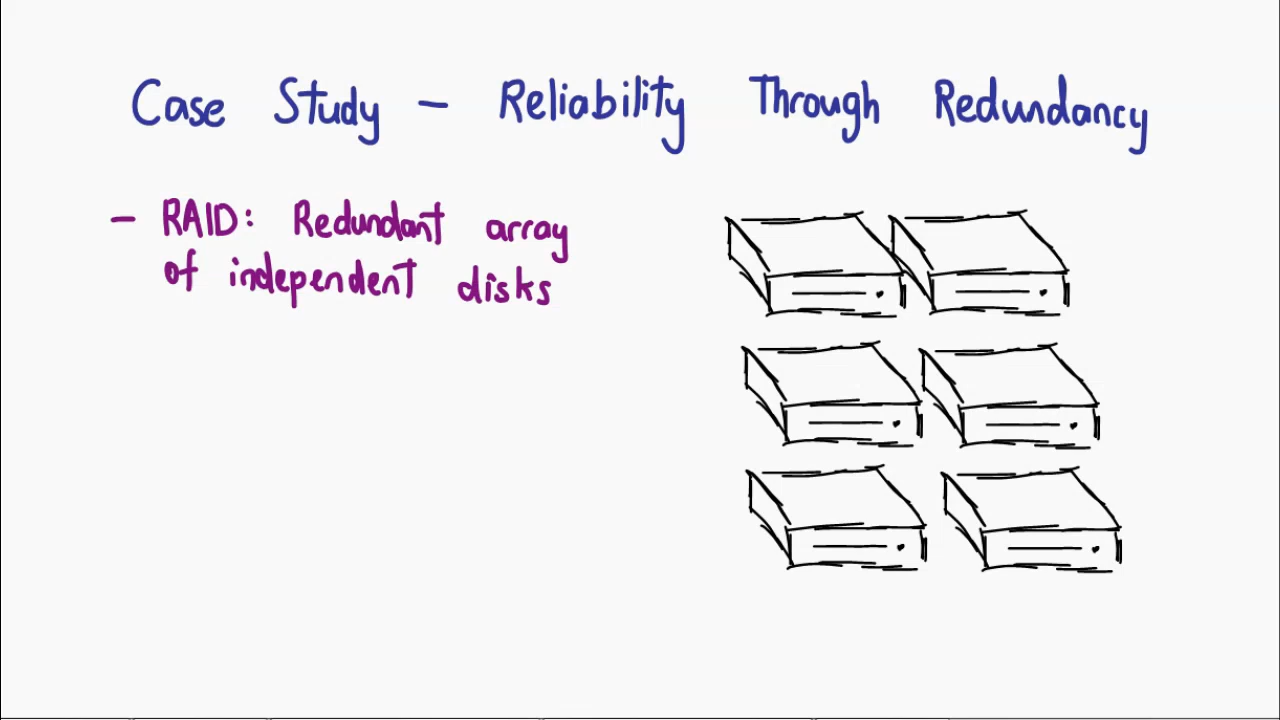 Case Study - Reliability Through Redundancy
- RAID: Redundant array
of independent disks